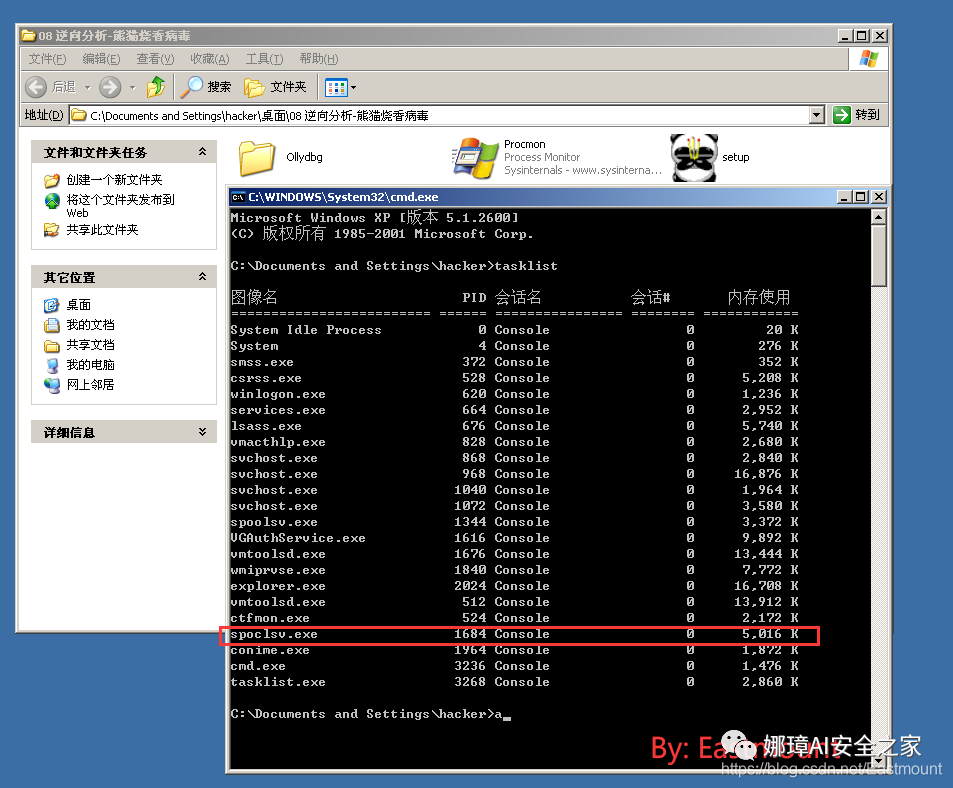 08 逆向分析-熊猫烧香病毒
文件(F) 编辑(E) 查看(V) 收藏(A) 工具(T) 帮助(H)
后退 搜索 文件夹
地址(D) C:\Documents and Settings\hacker\桌面\08 逆向分析-熊猫烧香病毒 转到
文件和文件夹任务
创建一个新文件夹
将这个文件夹发布到
Web
共享此文件夹
其它位置
桌面
我的文档
共享文档
我的电脑
网上邻居
详细信息
Ollydbg
Procmon
Process Monitor
Sysinternals - www.sysinterna...
setup
C:\WINDOWS\System32\cmd.exe
Microsoft Windows XP [版本 5.1.2600]
(C) 版权所有 1985-2001 Microsoft Corp.
C:\Documents and Settings\hacker>tasklist
图像名 PID 会话名 会话# 内存使用
========================= ====== ================ ======== ============
System Idle Process 0 Console 0 20 K
System 4 Console 0 276 K
smss.exe 372 Console 0 352 K
csrss.exe 528 Console 0 5,208 K
winlogon.exe 620 Console 0 1,236 K
services.exe 664 Console 0 2,952 K
lsass.exe 676 Console 0 5,740 K
vmacthlp.exe 828 Console 0 2,680 K
svchost.exe 868 Console 0 2,840 K
svchost.exe 968 Console 0 16,876 K
svchost.exe 1040 Console 0 1,964 K
svchost.exe 1072 Console 0 3,580 K
spoolsv.exe 1344 Console 0 3,372 K
VGAuthService.exe 1616 Console 0 9,892 K
vmtoolsd.exe 1676 Console 0 13,444 K
wmiprvse.exe 1840 Console 0 7,772 K
explorer.exe 2024 Console 0 16,708 K
vmtoolsd.exe 512 Console 0 13,912 K
ctfmon.exe 524 Console 0 2,172 K
spoclsv.exe 1684 Console 0 5,016 K
conime.exe 1964 Console 0 1,872 K
cmd.exe 3236 Console 0 1,476 K
tasklist.exe 3268 Console 0 2,860 K
C:\Documents and Settings\hacker>a_
By: Eastmount
娜璋AI安全之家
https://blog.csdn.net/Eastmount